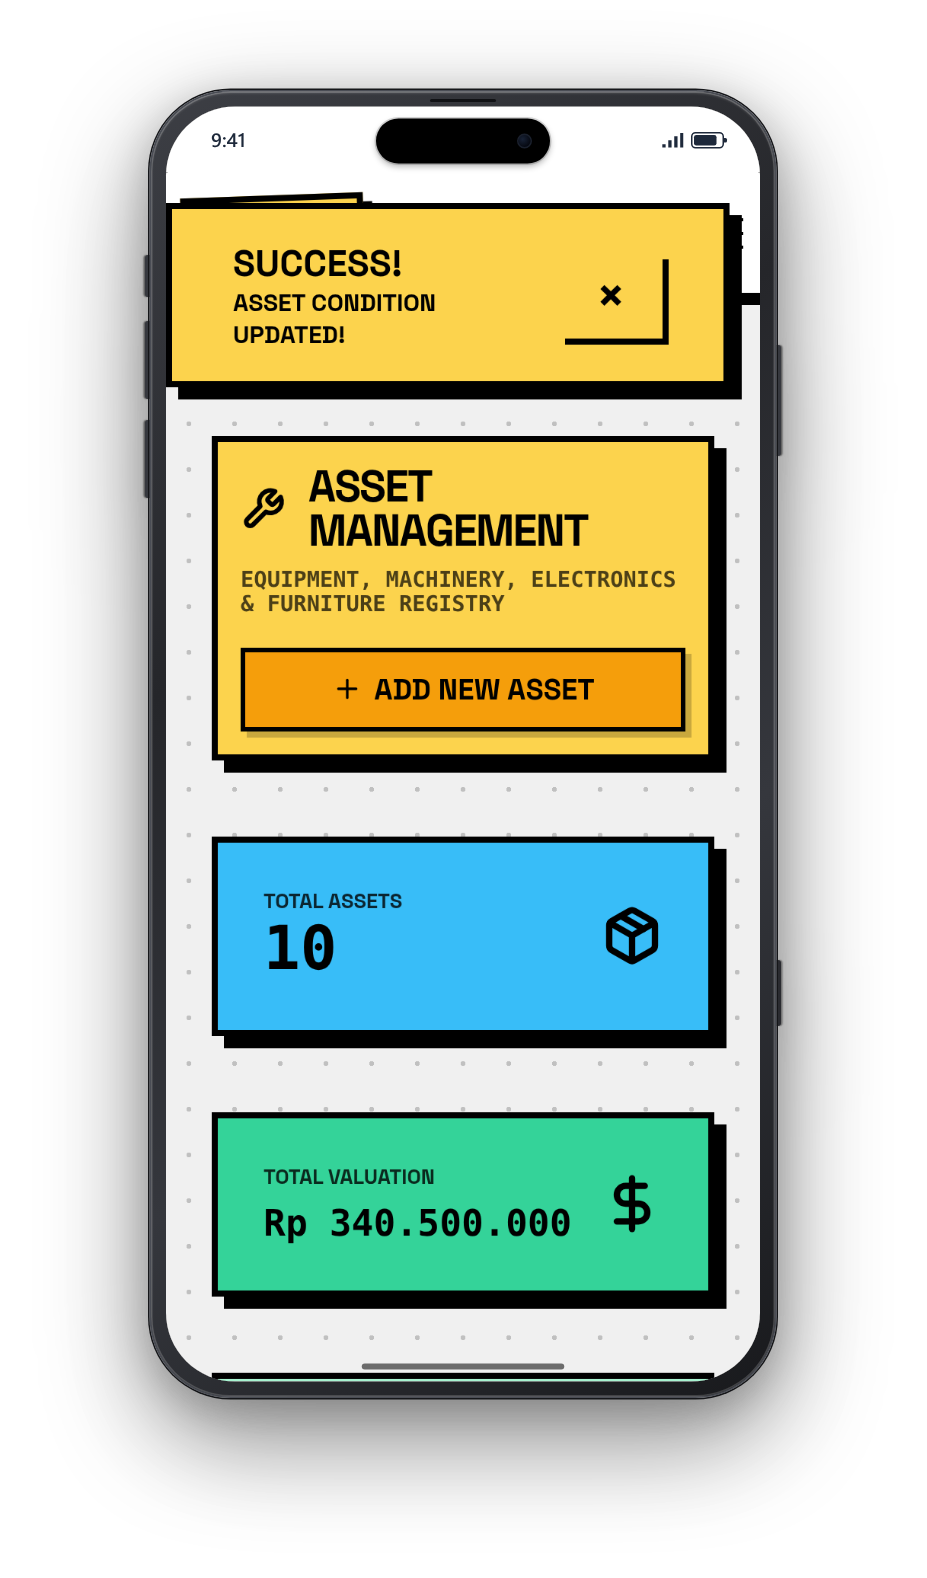 9:41
SUCCESS!
ASSET CONDITION
UPDATED!
ASSET
MANAGEMENT
EQUIPMENT, MACHINERY, ELECTRONICS
& FURNITURE REGISTRY
+ ADD NEW ASSET
TOTAL ASSETS
10
TOTAL VALUATION
Rp 340.500.000